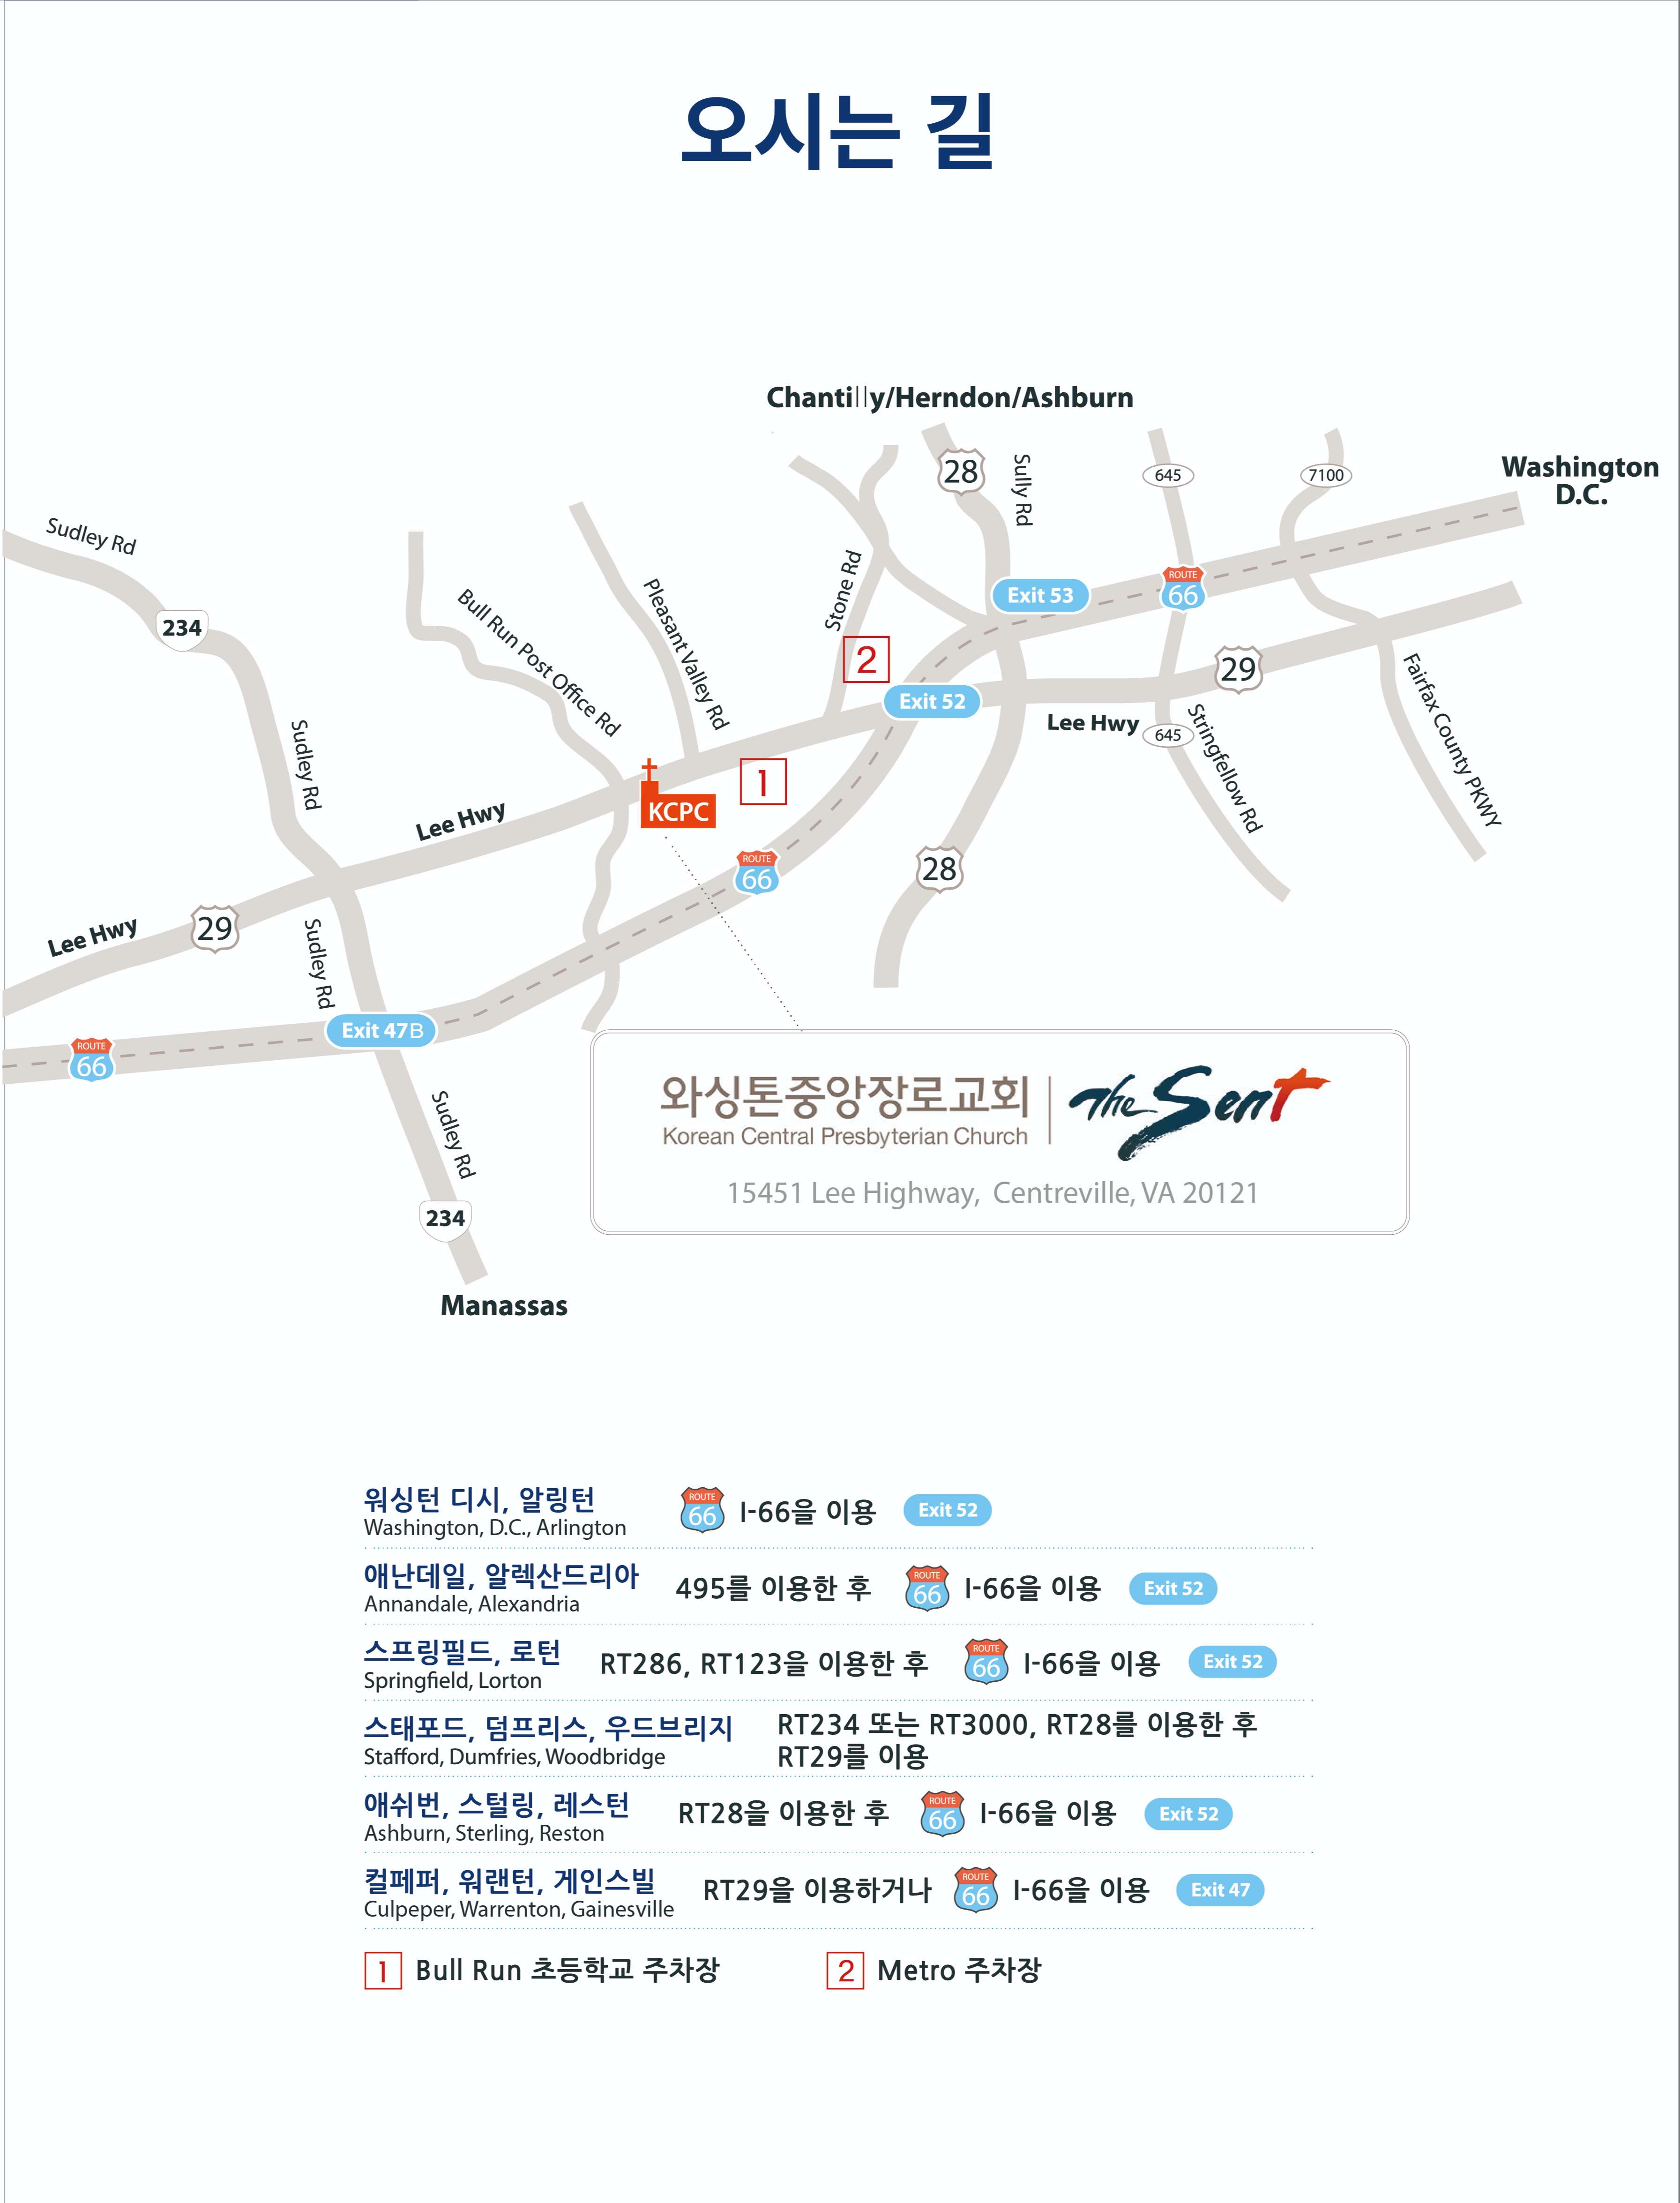 오시는 길
Chantilly/Herndon/Ashburn
Washington
D.C.
28
Sully Rd
645
7100
Sudley Rd
234
Bull Run Post Office Rd
Pleasant Valley Rd
Stone Rd
Exit 53
ROUTE
66
2
Exit 52
29
Lee Hwy
645
Stringfellow Rd
Fairfax County PKWY
Sudley Rd
1
KCPC
Lee Hwy
ROUTE
66
28
Lee Hwy
29
Sudley Rd
Exit 47B
ROUTE
66
Sudley Rd
234
Manassas
와싱톤중앙장로교회
Korean Central Presbyterian Church
The Sent
15451 Lee Highway, Centreville, VA 20121
워싱턴 디시, 알링턴 ROUTE 66 I-66을 이용 Exit 52
Washington, D.C., Arlington
애난데일, 알렉산드리아 495를 이용한 후 ROUTE 66 I-66을 이용 Exit 52
Annandale, Alexandria
스프링필드, 로턴 RT286, RT123을 이용한 후 ROUTE 66 I-66을 이용 Exit 52
Springfield, Lorton
스태포드, 덤프리스, 우드브리지 RT234 또는 RT3000, RT28를 이용한 후
Stafford, Dumfries, Woodbridge RT29를 이용
애쉬번, 스털링, 레스턴 RT28을 이용한 후 ROUTE 66 I-66을 이용 Exit 52
Ashburn, Sterling, Reston
컬페퍼, 워랜턴, 게인스빌 RT29을 이용하거나 ROUTE 66 I-66을 이용 Exit 47
Culpeper, Warrenton, Gainesville
1 Bull Run 초등학교 주차장 2 Metro 주차장